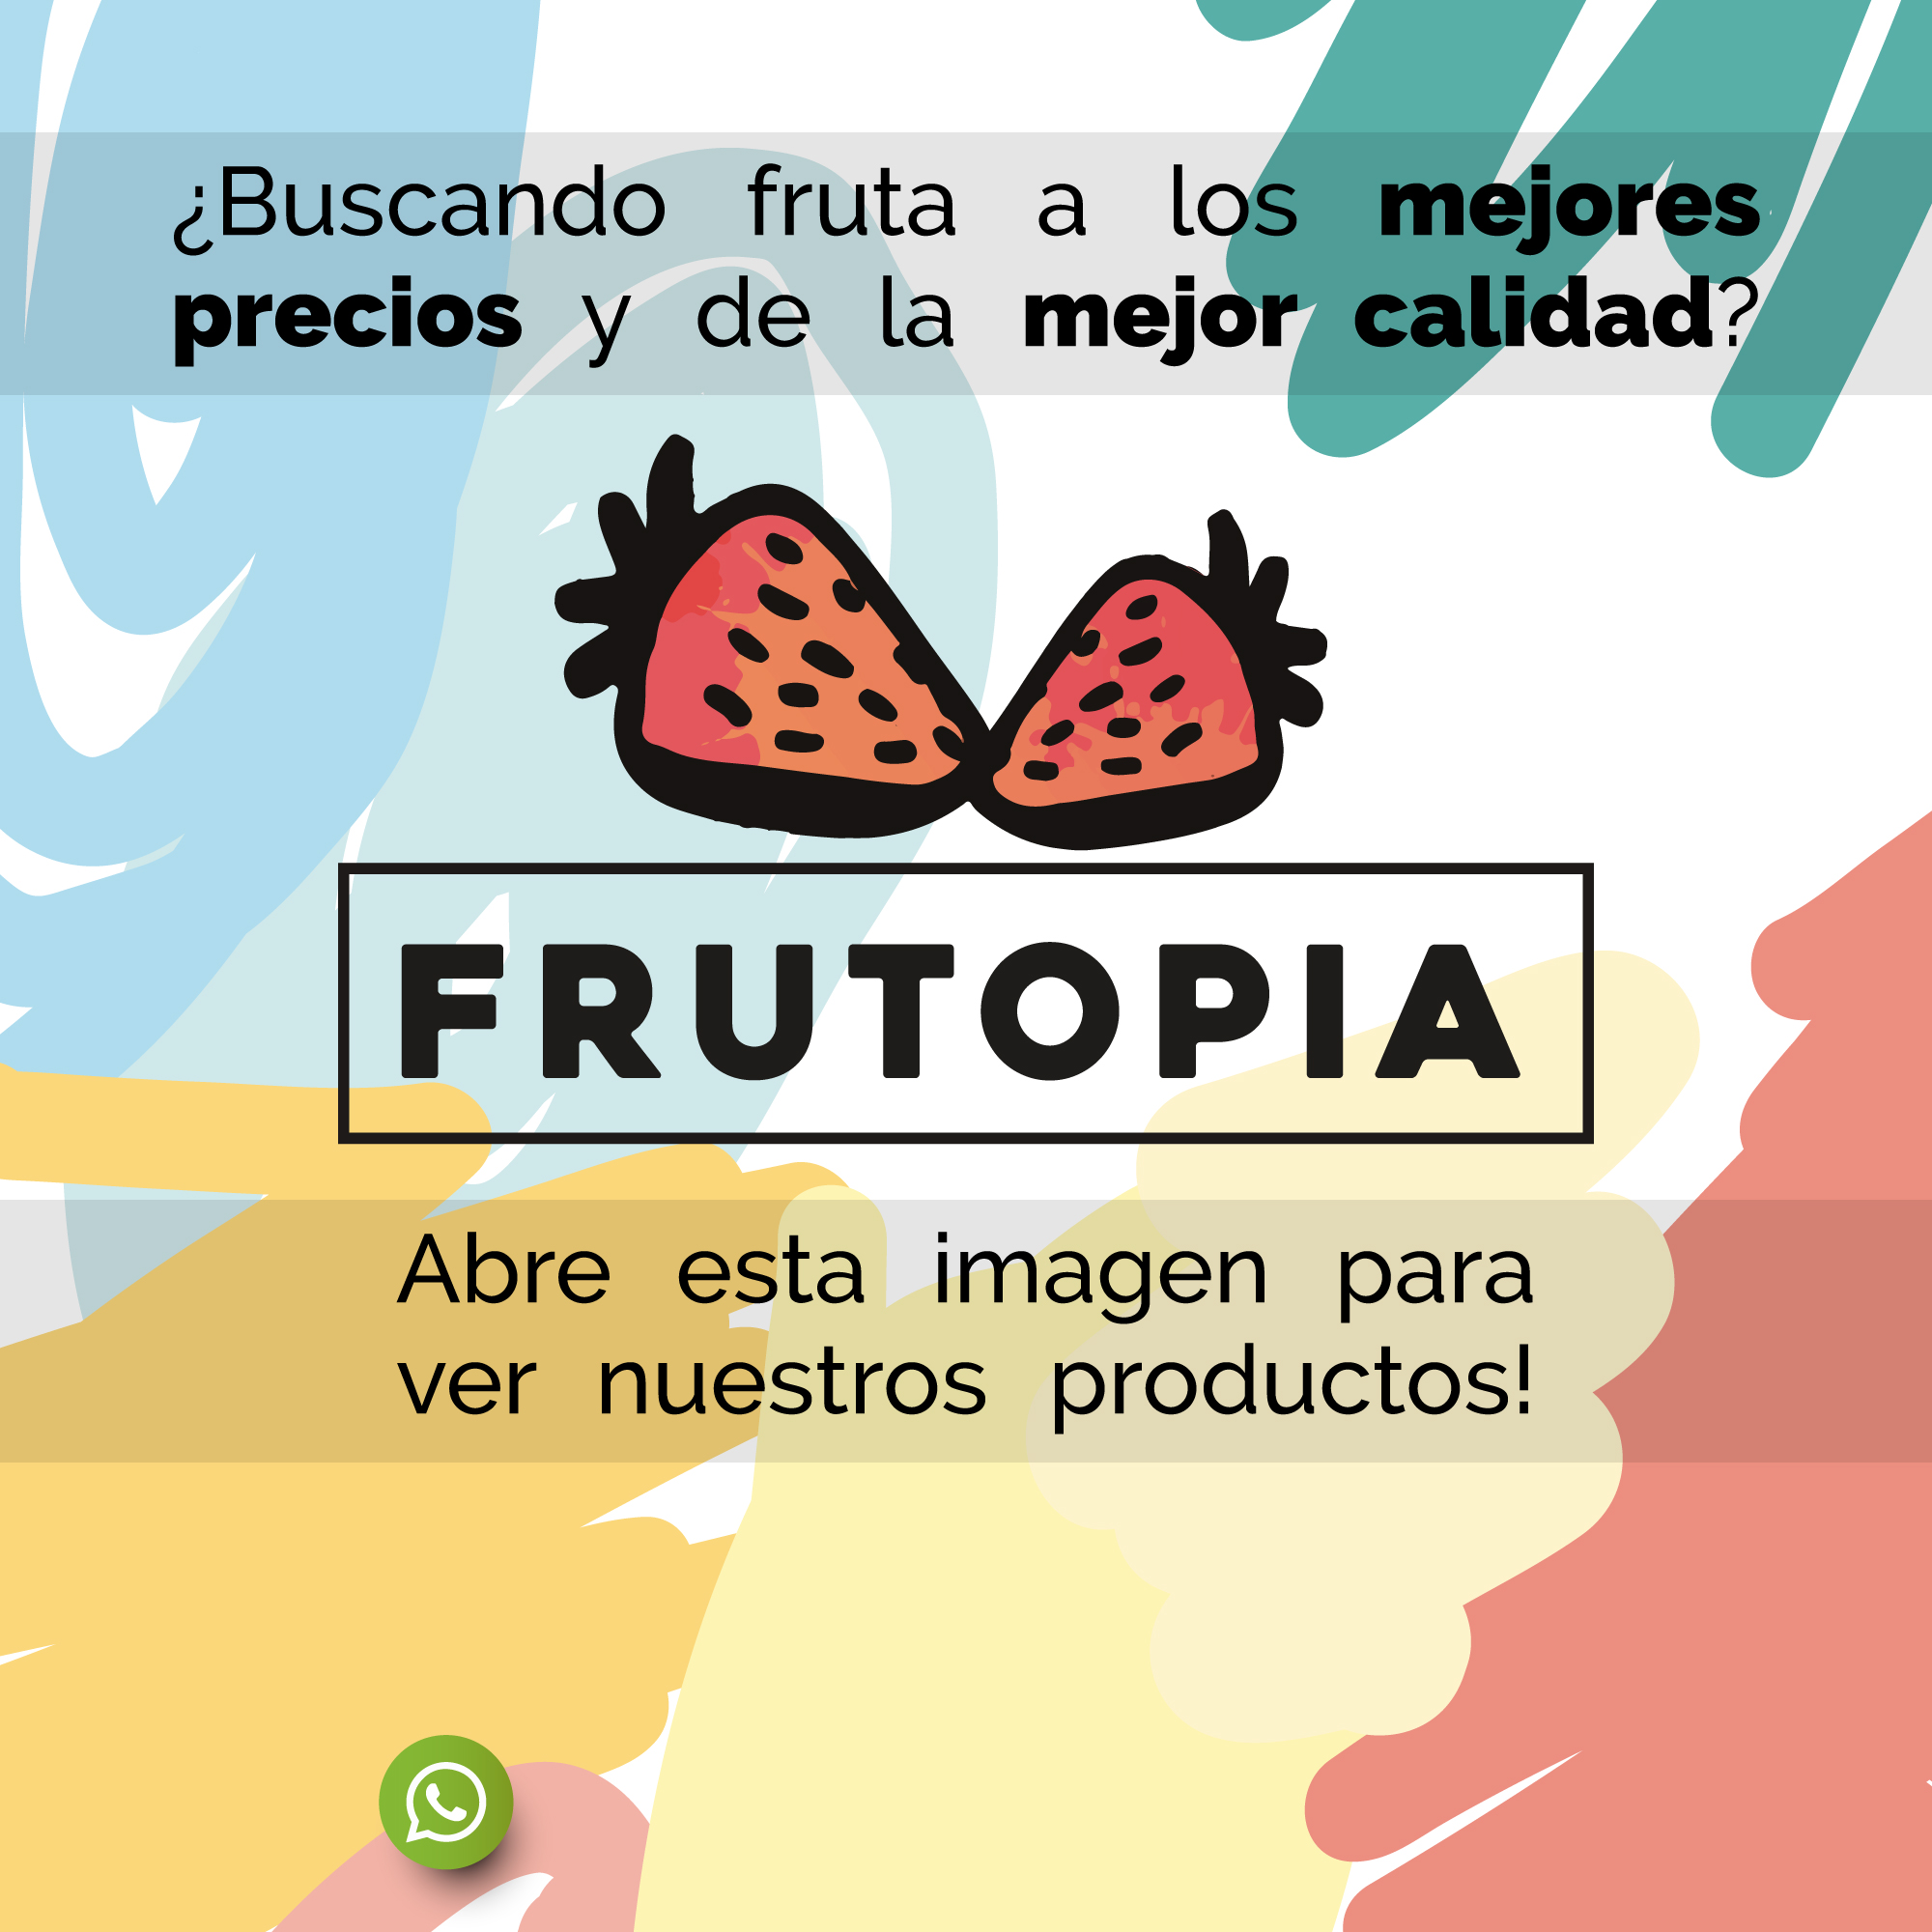 ¿Buscando fruta a los mejores
precios y de la mejor calidad?
FRUTOPIA
Abre esta imagen para
ver nuestros productos!